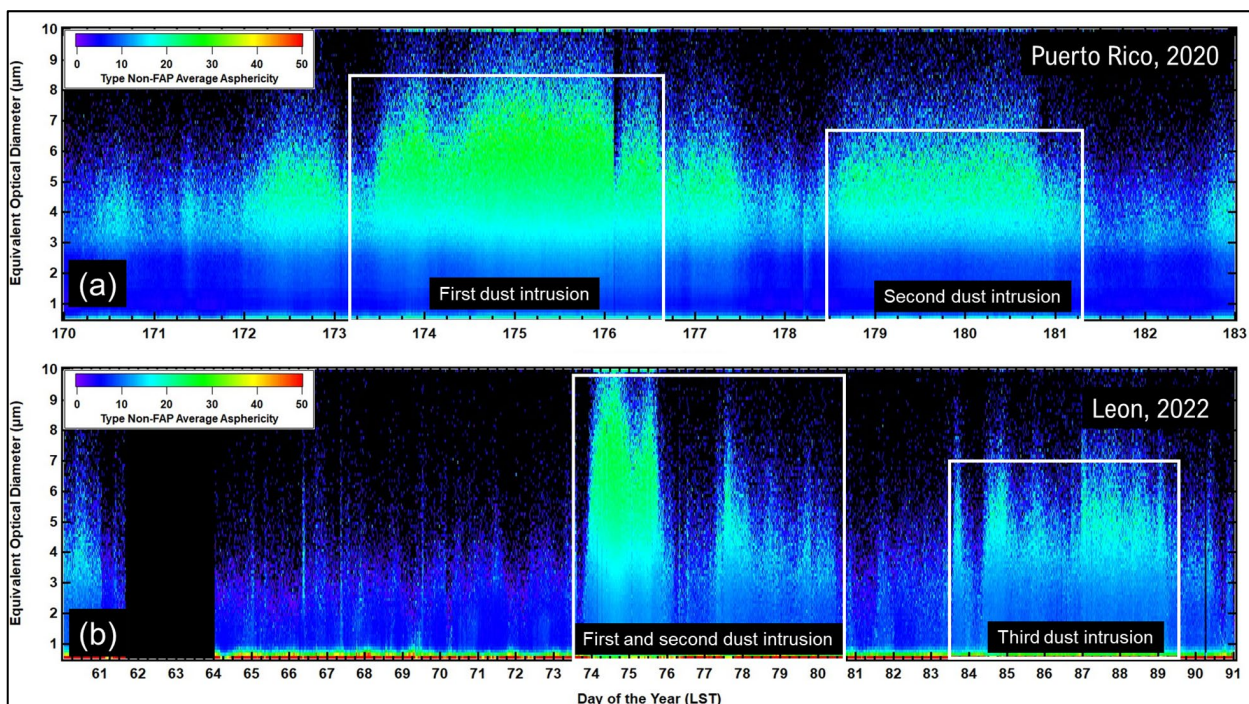 10
9
8
7
6
5
4
3
2
1
Equivalent Optical Diameter (µm)
0 10 20 30 40 50
Type Non-FAP Average Asphericity
Puerto Rico, 2020
(a)
First dust intrusion
Second dust intrusion
170 171 172 173 174 175 176 177 178 179 180 181 182 183
10
9
8
7
6
5
4
3
2
1
Equivalent Optical Diameter (µm)
0 10 20 30 40 50
Type Non-FAP Average Asphericity
Leon, 2022
(b)
First and second dust intrusion
Third dust intrusion
61 62 63 64 65 66 67 68 69 70 71 72 73 74 75 76 77 78 79 80 81 82 83 84 85 86 87 88 89 90 91
Day of the Year (LST)